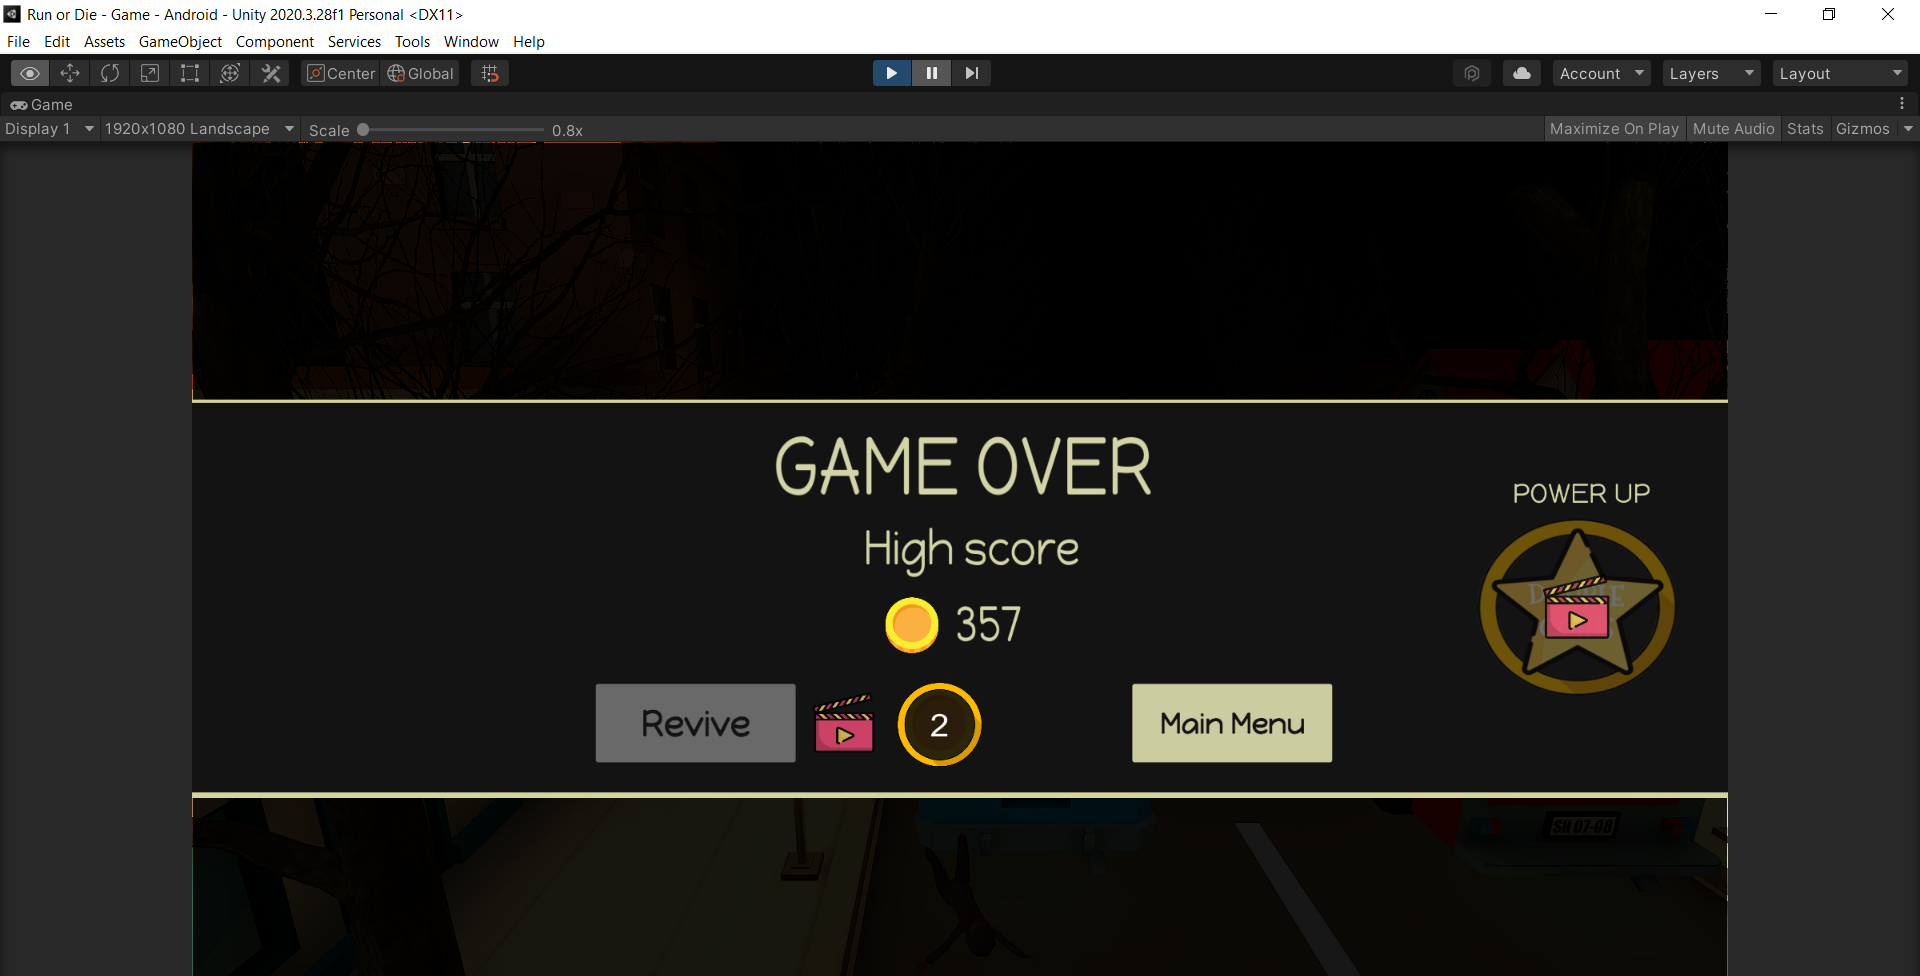 Run or Die - Game - Android - Unity 2020.3.28f1 Personal <DX11>
File Edit Assets GameObject Component Services Tools Window Help
Center Global Account Layers Layout
Game
Display 1 1920x1080 Landscape Scale 0.8x Maximize On Play Mute Audio Stats Gizmos
GAME OVER
POWER UP
High score
357
Revive 2 Main Menu
SH 07-08